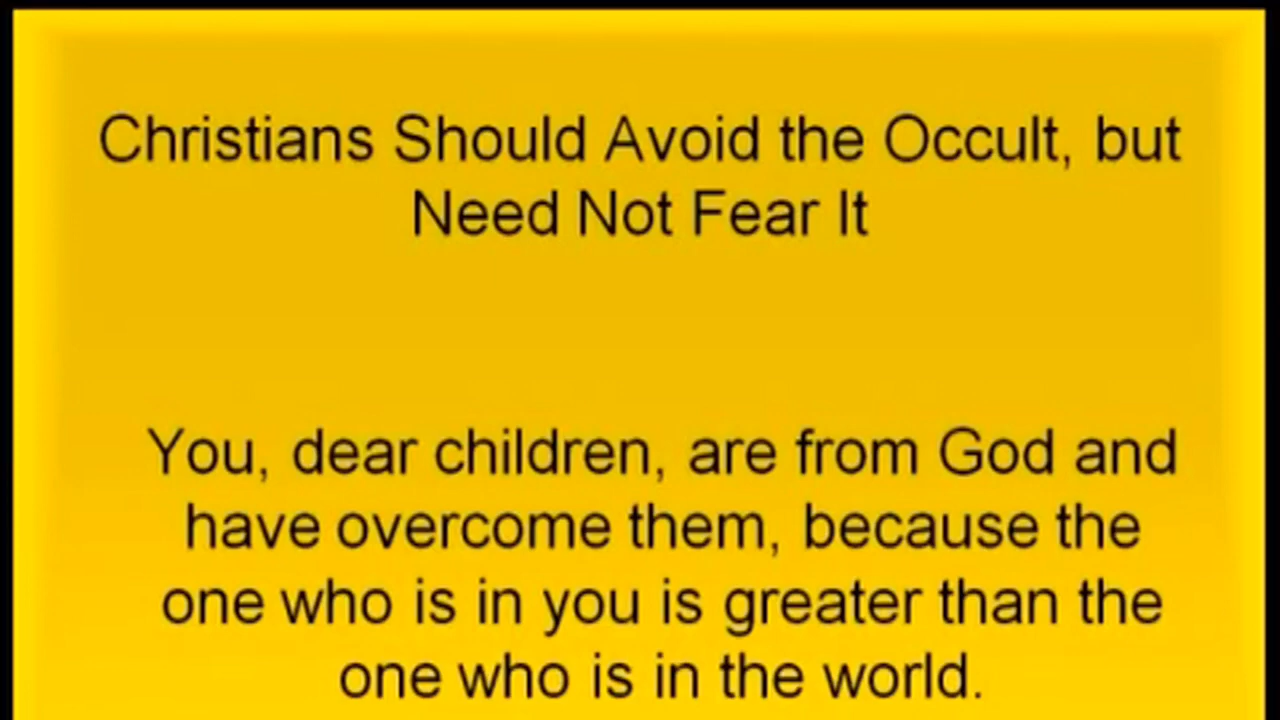 Christians Should Avoid the Occult, but
Need Not Fear It
You, dear children, are from God and
have overcome them, because the
one who is in you is greater than the
one who is in the world.